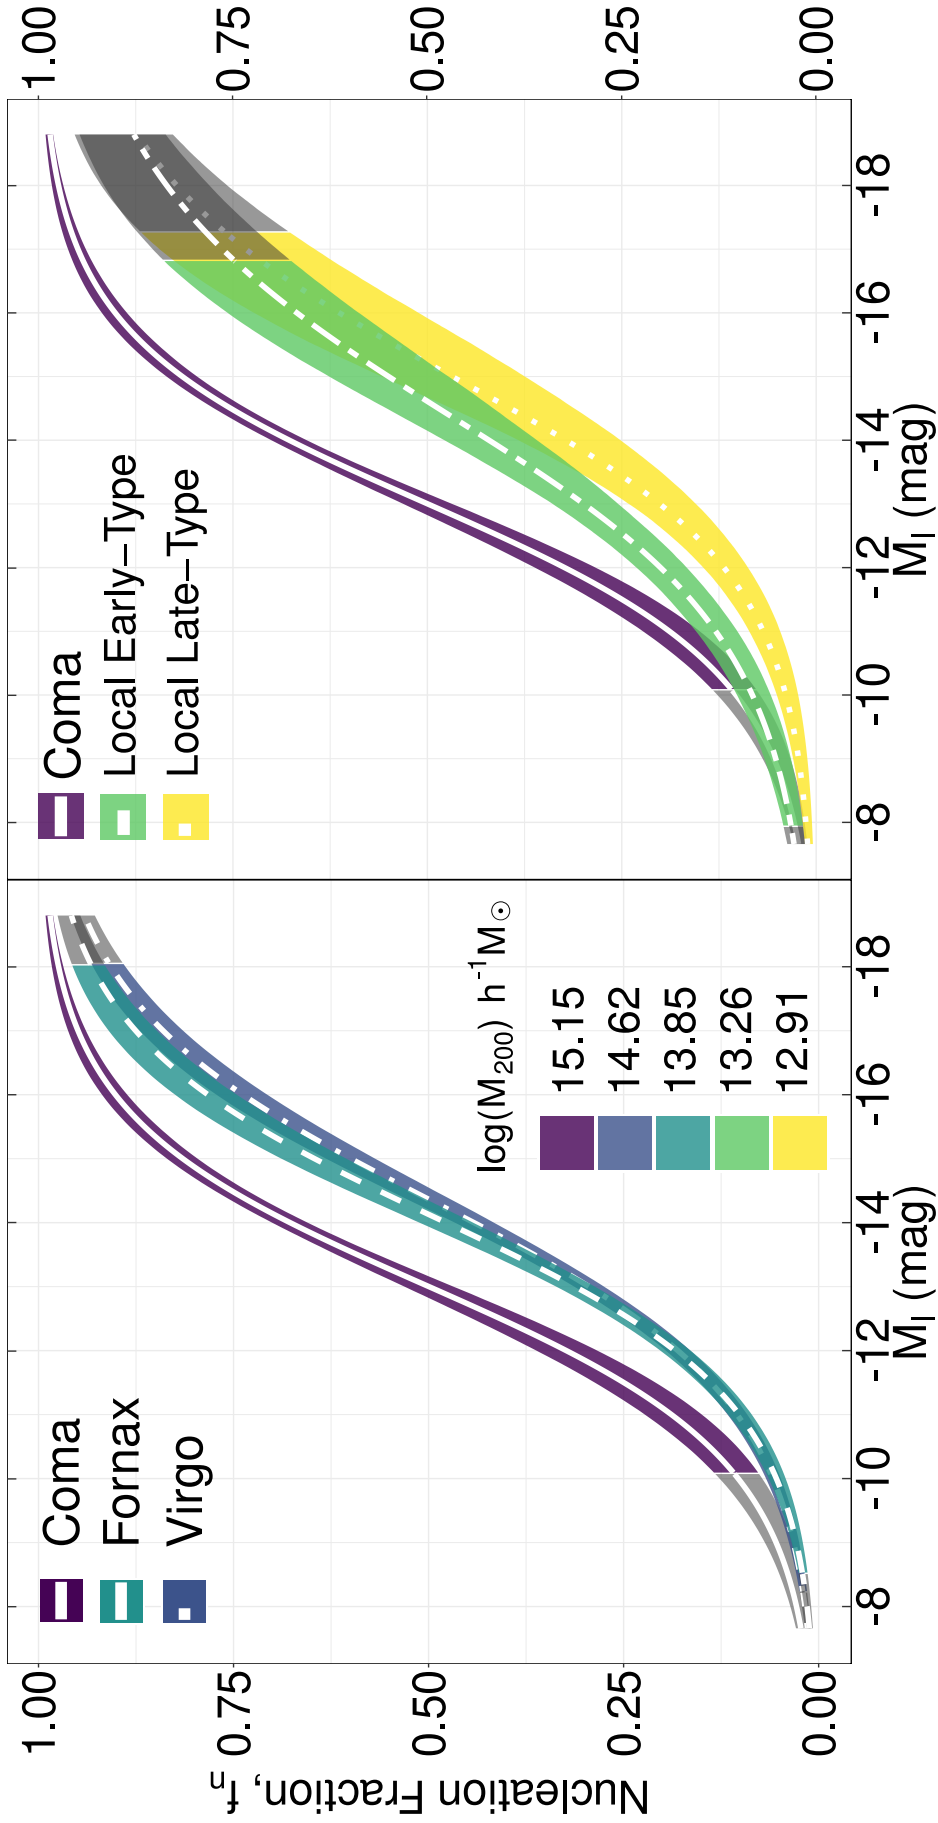 Nucleation Fraction, fn
1.00
0.75
0.50
0.25
0.00
Coma
Fornax
Virgo
log(M200) h-1M☉
15.15
14.62
13.85
13.26
12.91
-8
-10
-12
-14
-16
-18
MI (mag)
Coma
Local Early–Type
Local Late–Type
-8
-10
-12
-14
-16
-18
MI (mag)
1.00
0.75
0.50
0.25
0.00